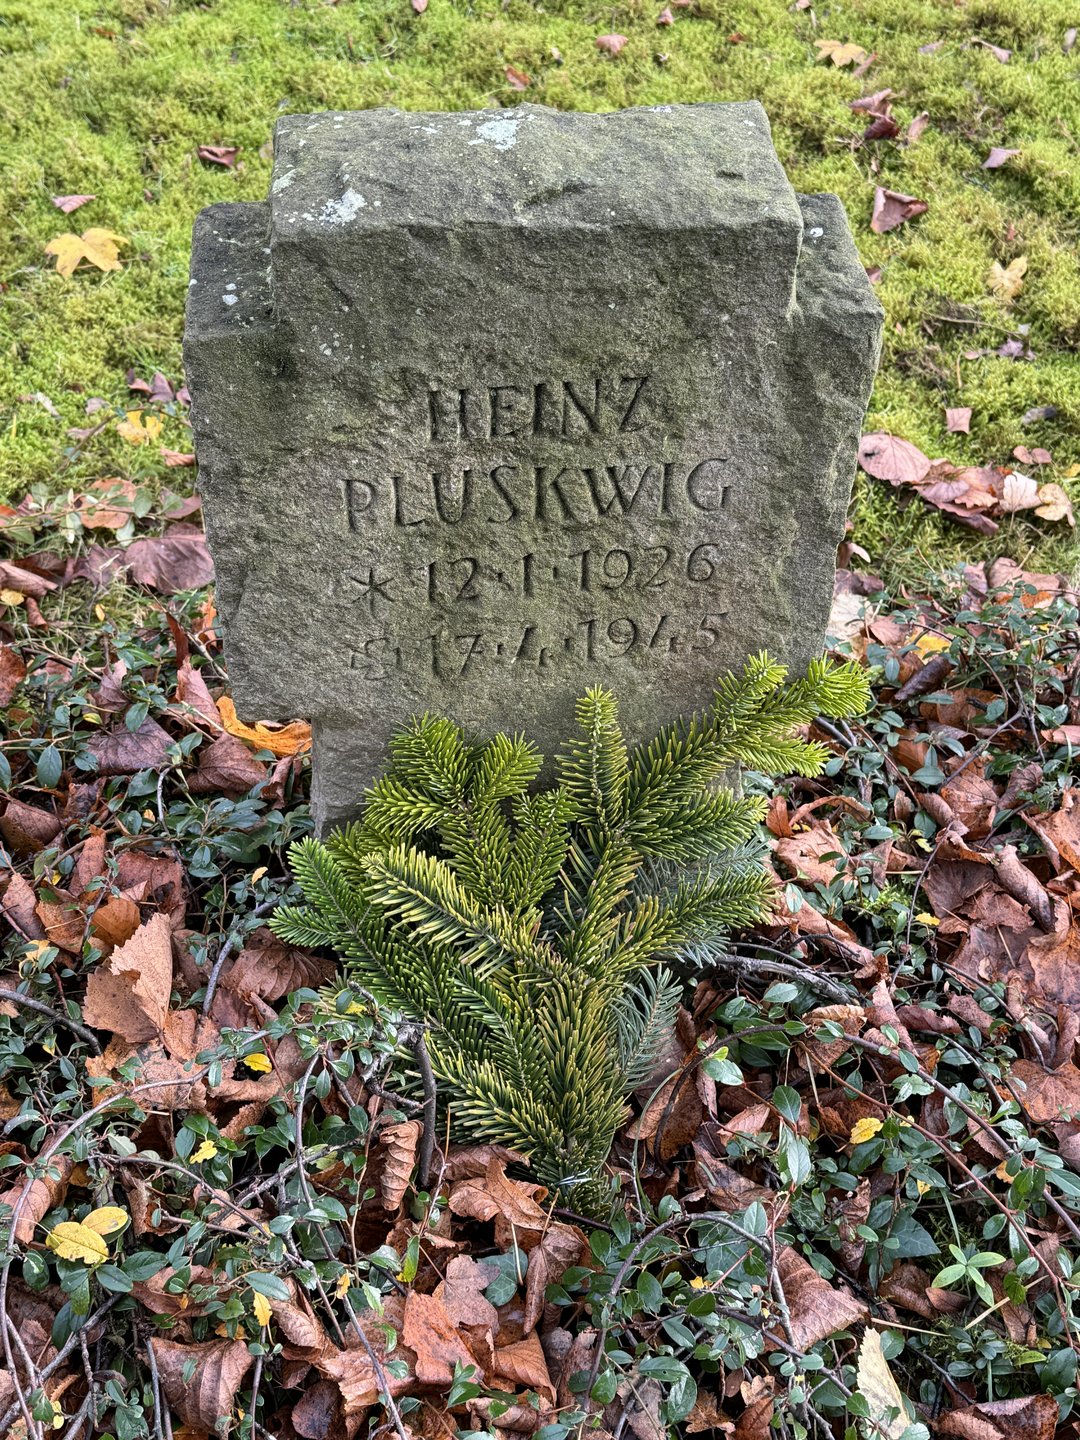 HEINZ
PLUSKWIG
* 12·1·1926
✝ 17·4·1945